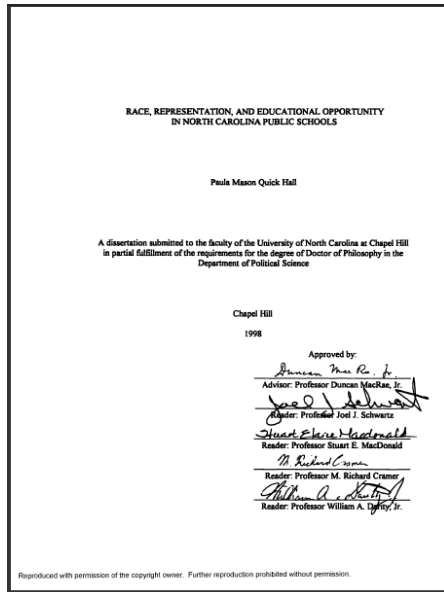 RACE, REPRESENTATION, AND EDUCATIONAL OPPORTUNITY
IN NORTH CAROLINA PUBLIC SCHOOLS
Paula Mason Quick Hall
A dissertation submitted to the faculty of the University of North Carolina at Chapel Hill
in partial fulfillment of the requirements for the degree of Doctor of Philosophy in the
Department of Political Science
Chapel Hill
1998
Approved by:
Duncan Mac Rae, Jr.
Advisor: Professor Duncan MacRae, Jr.
Joel J Schwartz
Reader: Professor Joel J. Schwartz
Stuart Elaine Macdonald
Reader: Professor Stuart E. MacDonald
M. Richard Cramer
Reader: Professor M. Richard Cramer
William A. Darity Jr
Reader: Professor William A. Darity, Jr.
Reproduced with permission of the copyright owner. Further reproduction prohibited without permission.